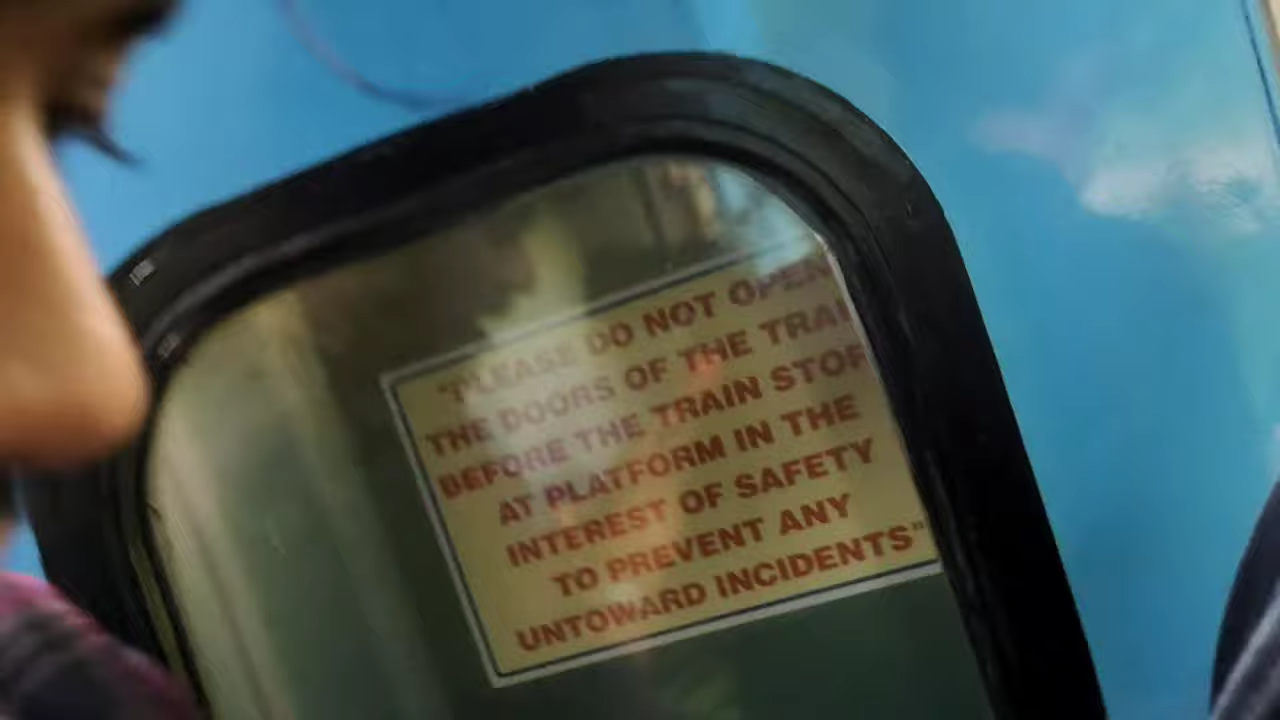 "PLEASE DO NOT OPEN
THE DOORS OF THE TRAIN
BEFORE THE TRAIN STOP
AT PLATFORM IN THE
INTEREST OF SAFETY
TO PREVENT ANY
UNTOWARD INCIDENTS"